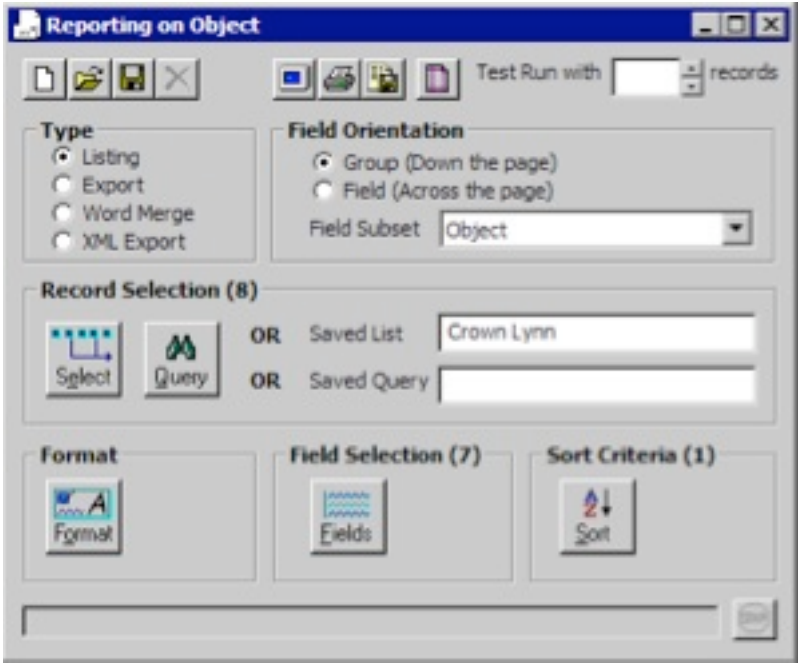 Reporting on Object
Test Run with records
Type
Listing
Export
Word Merge
XML Export
Field Orientation
Group (Down the page)
Field (Across the page)
Field Subset Object
Record Selection (8)
Select
Query
OR Saved List Crown Lynn
OR Saved Query
Format
Format
Field Selection (7)
Fields
Sort Criteria (1)
Sort